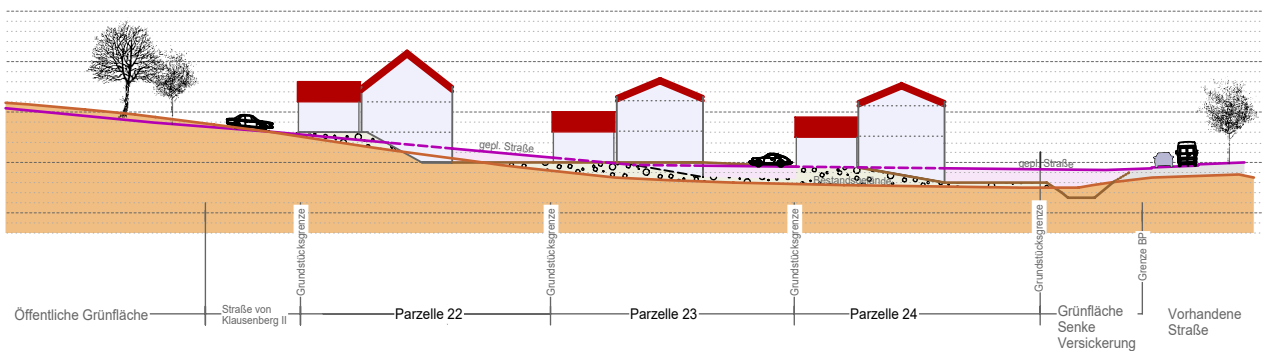 gepl. Straße
gepl. Straße
Bestandsgelände
Grundstücksgrenze
Grundstücksgrenze
Grundstücksgrenze
Grundstücksgrenze
Grenze BP
Öffentliche Grünfläche
Straße von
Klausenberg II
Parzelle 22
Parzelle 23
Parzelle 24
Grünfläche
Senke
Versickerung
Vorhandene
Straße